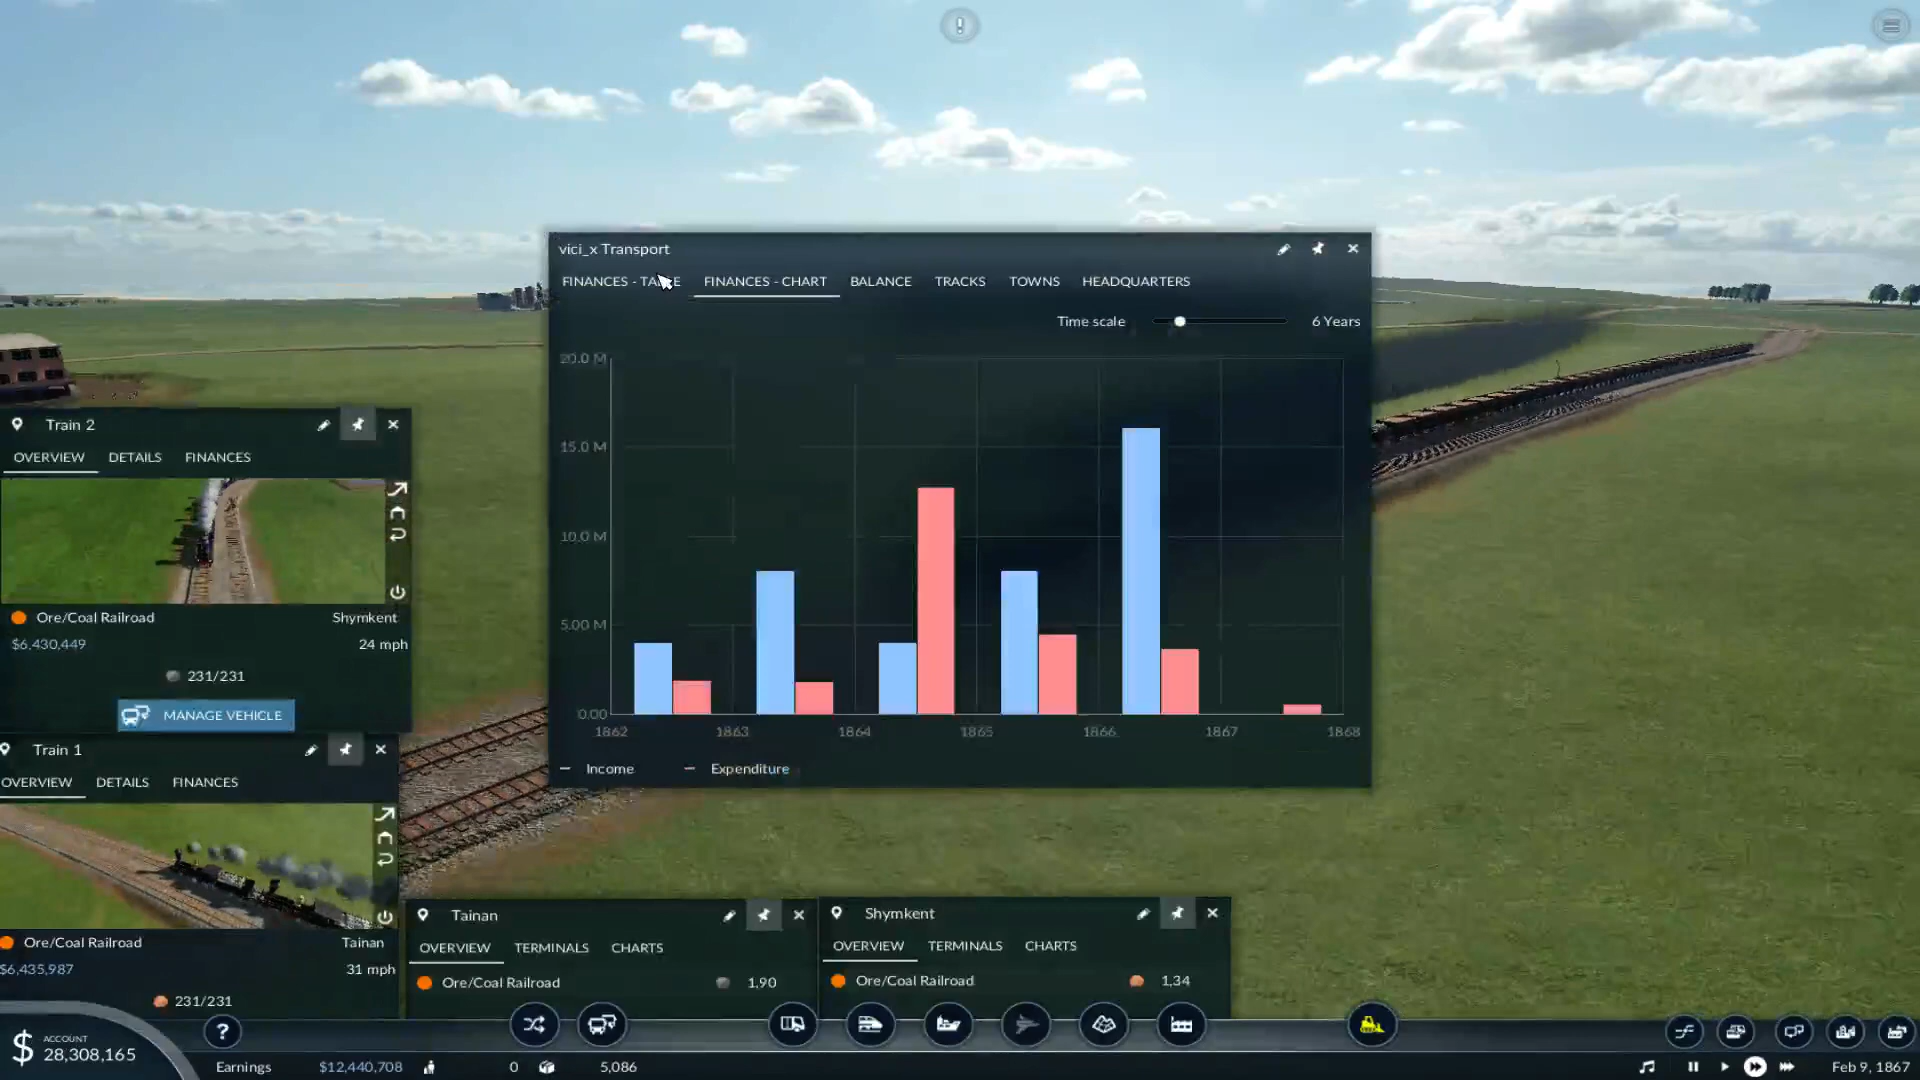 vici_x Transport
FINANCES - TABLE FINANCES - CHART BALANCE TRACKS TOWNS HEADQUARTERS
Time scale 6 Years
20.0 M
15.0 M
10.0 M
5.00 M
0.00
1862 1863 1864 1865 1866 1867 1868
Income Expenditure
Train 2
OVERVIEW DETAILS FINANCES
Ore/Coal Railroad Shymkent
$6,430,449 24 mph
231/231
MANAGE VEHICLE
Train 1
OVERVIEW DETAILS FINANCES
Ore/Coal Railroad Tainan
$6,435,987 31 mph
231/231
Tainan
OVERVIEW TERMINALS CHARTS
Ore/Coal Railroad 1,90
Shymkent
OVERVIEW TERMINALS CHARTS
Ore/Coal Railroad 1,34
$ ACCOUNT
28,308,165
?
Earnings $12,440,708 0 5,086
Feb 9, 1867